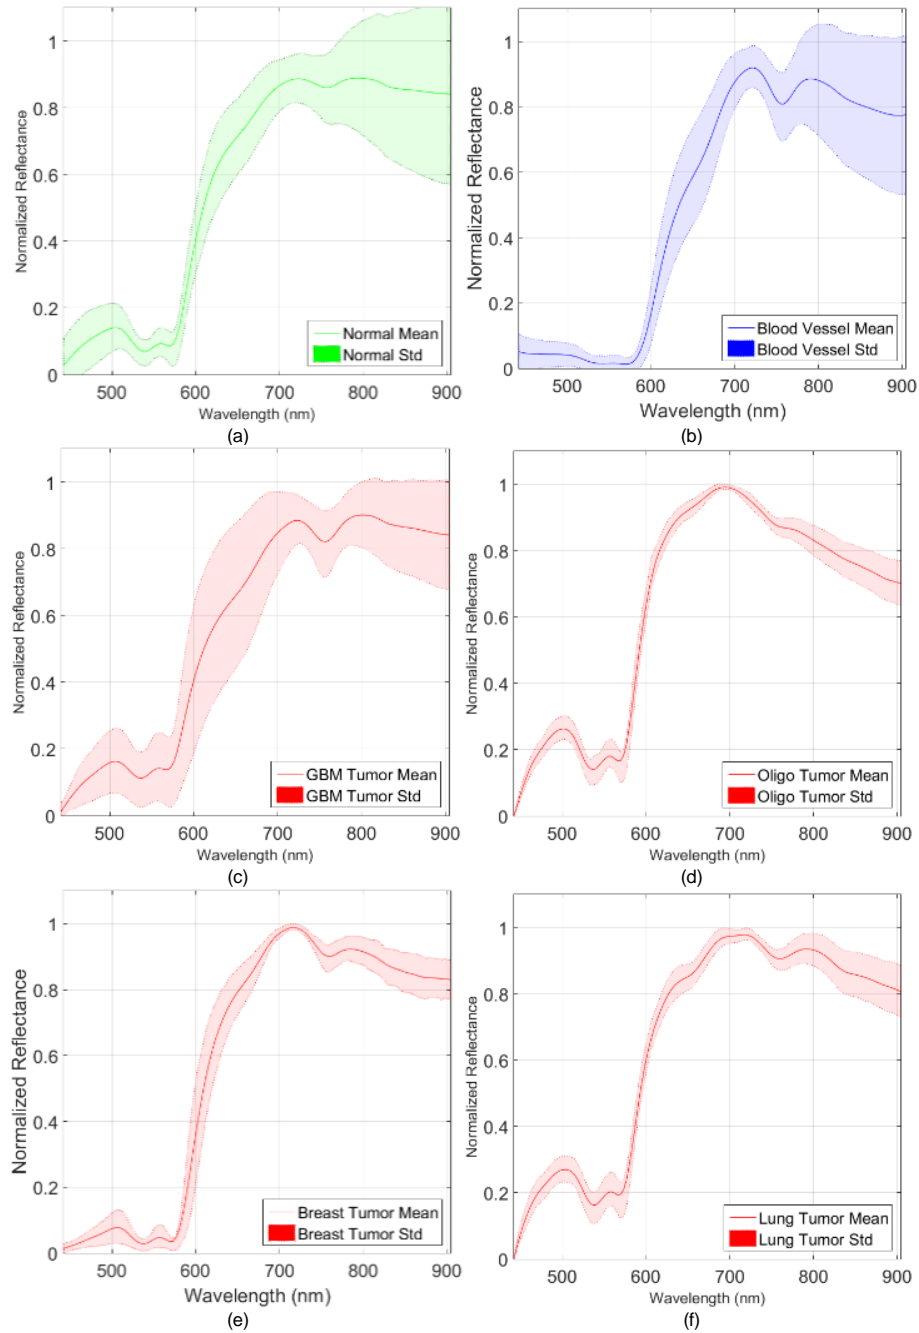 1
0.8
0.6
0.4
0.2
0
500 600 700 800 900
Normalized Reflectance
Wavelength (nm)
Normal Mean
Normal Std
(a)
1
0.8
0.6
0.4
0.2
0
500 600 700 800 900
Normalized Reflectance
Wavelength (nm)
Blood Vessel Mean
Blood Vessel Std
(b)
1
0.8
0.6
0.4
0.2
0
500 600 700 800 900
Normalized Reflectance
Wavelength (nm)
GBM Tumor Mean
GBM Tumor Std
(c)
1
0.8
0.6
0.4
0.2
0
500 600 700 800 900
Normalized Reflectance
Wavelength (nm)
Oligo Tumor Mean
Oligo Tumor Std
(d)
1
0.8
0.6
0.4
0.2
0
500 600 700 800 900
Normalized Reflectance
Wavelength (nm)
Breast Tumor Mean
Breast Tumor Std
(e)
1
0.8
0.6
0.4
0.2
0
500 600 700 800 900
Normalized Reflectance
Wavelength (nm)
Lung Tumor Mean
Lung Tumor Std
(f)